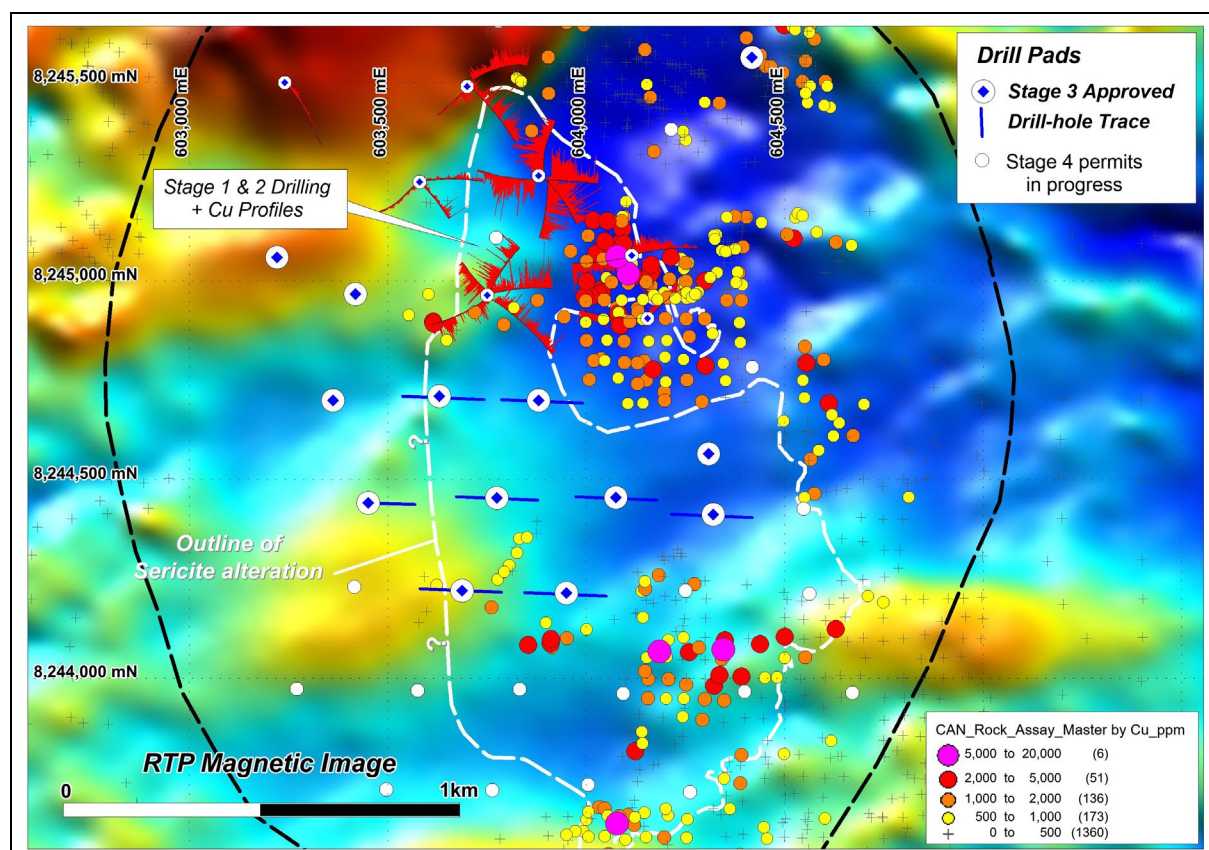 8,245,500 mN
603,000 mE
603,500 mE
604,000 mE
604,500 mE
Drill Pads
Stage 3 Approved
Drill-hole Trace
Stage 4 permits
in progress
Stage 1 & 2 Drilling
+ Cu Profiles
8,245,000 mN
?
8,244,500 mN
Outline of
Sericite alteration
?
8,244,000 mN
RTP Magnetic Image
0
1km
CAN_Rock_Assay_Master by Cu_ppm
5,000 to 20,000 (6)
2,000 to 5,000 (51)
1,000 to 2,000 (136)
500 to 1,000 (173)
0 to 500 (1360)